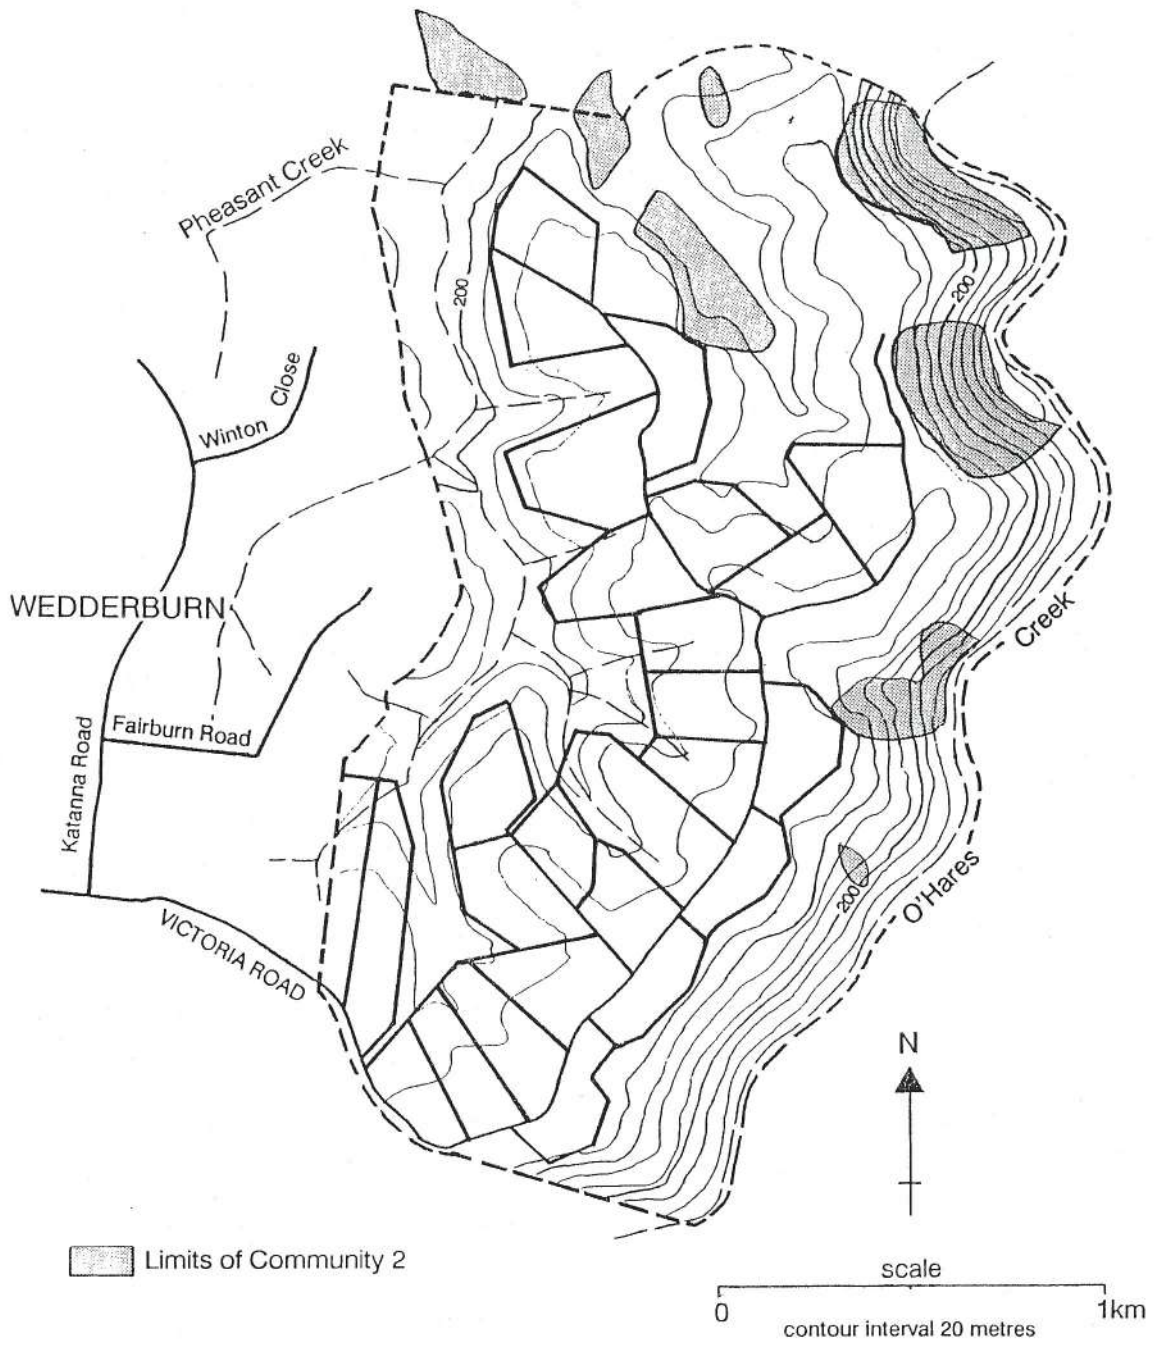 Pheasant Creek
200
200
Winton Close
WEDDERBURN
Creek
Fairburn Road
Katanna Road
O'Hares
200
VICTORIA ROAD
N
Limits of Community 2
scale
0 1km
contour interval 20 metres